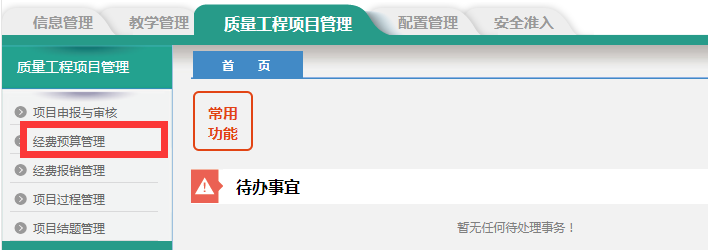 信息管理 教学管理 质量工程项目管理 配置管理 安全准入
质量工程项目管理
首 页
项目申报与审核
经费预算管理
经费报销管理
项目过程管理
项目结题管理
常用
功能
待办事宜
暂无任何待处理事务！